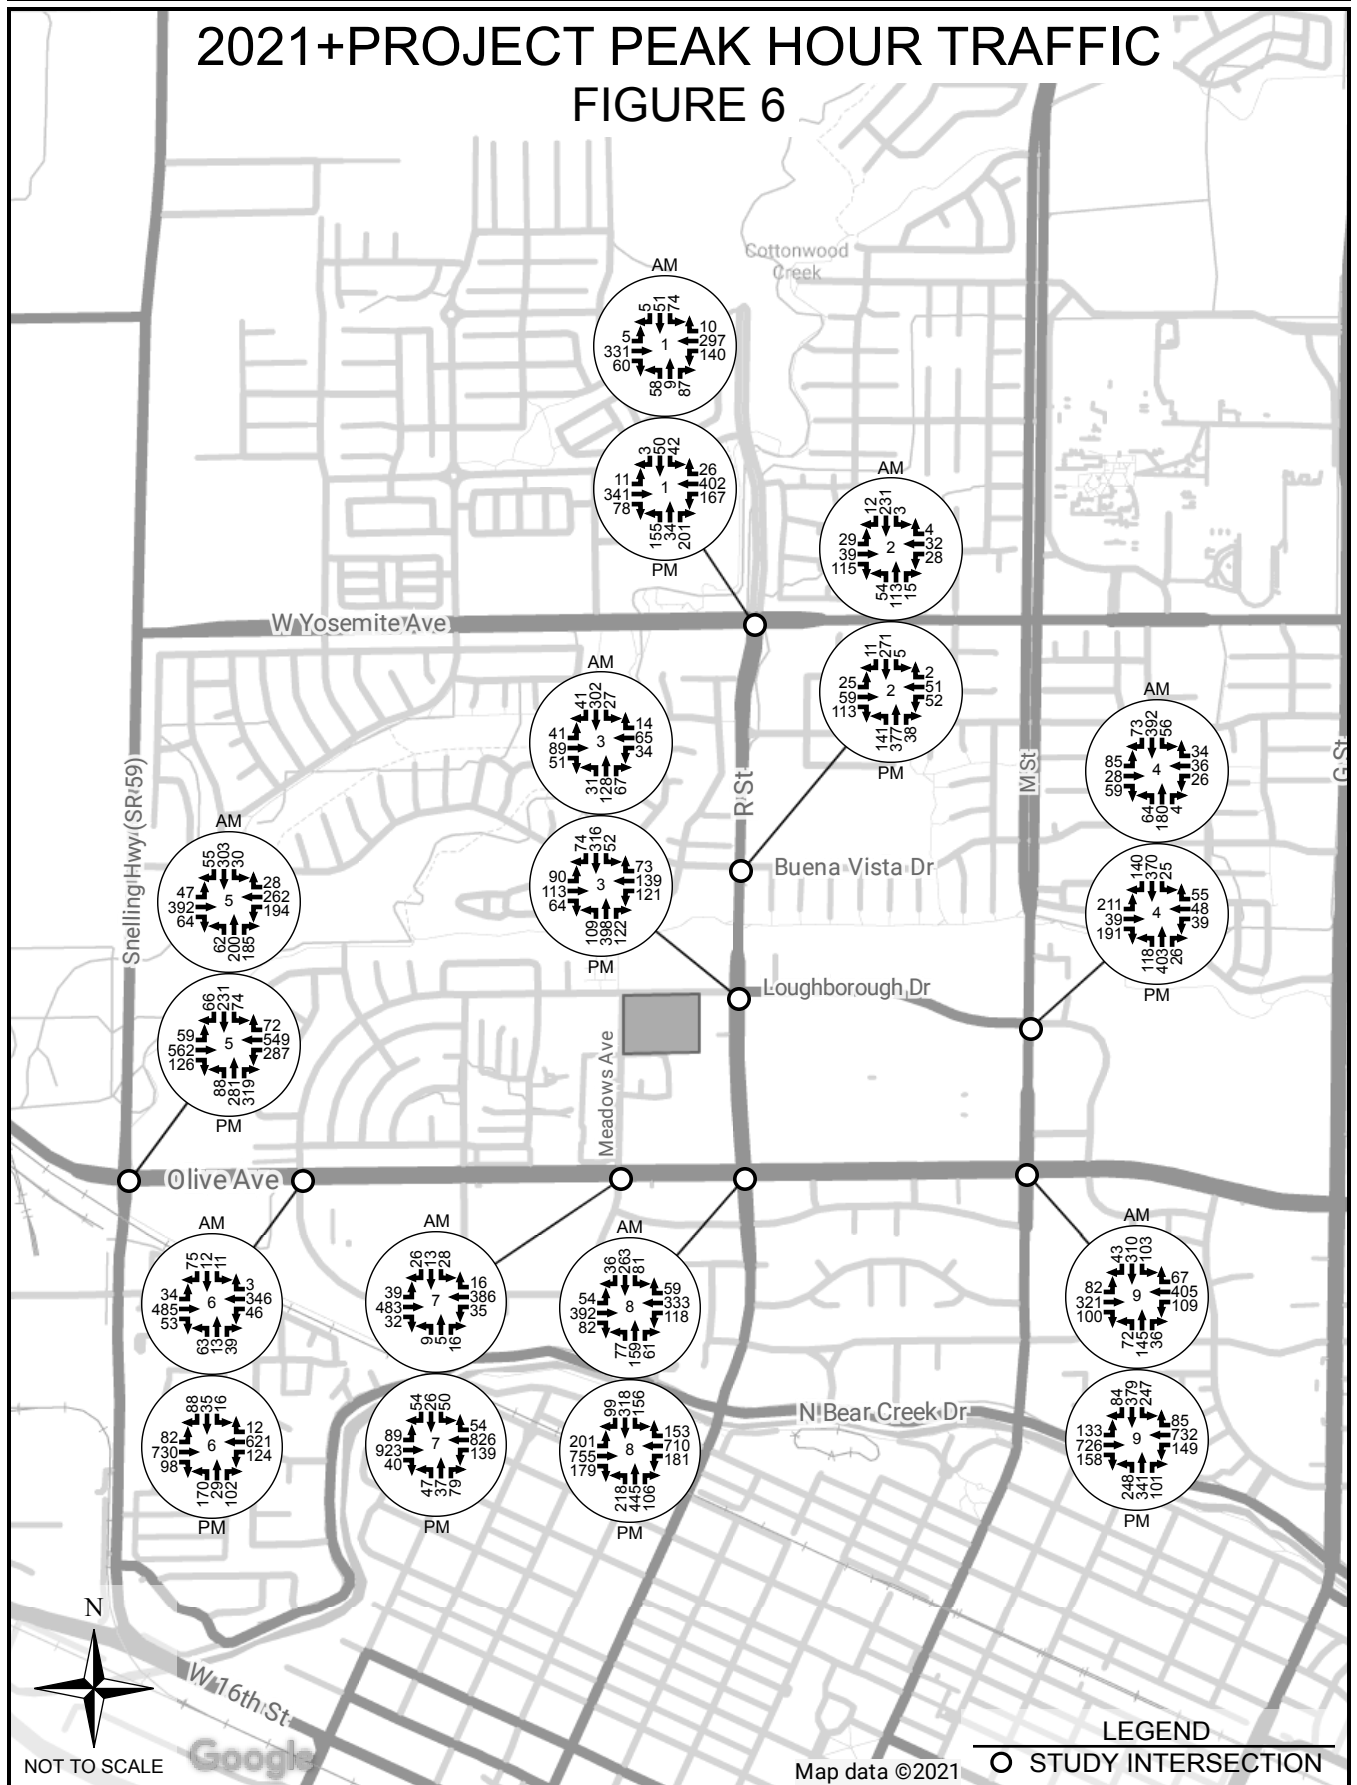 2021+PROJECT PEAK HOUR TRAFFIC
FIGURE 6
Cottonwood
Creek
AM
5 51 74
5 331 60
1
10 297 140
58 9 87
3 50 42
11 341 78
1
26 402 167
155 34 201
PM
AM
12 231 3
29 39 115
2
4 32 28
54 113 15
11 271 5
25 59 113
2
2 51 52
141 377 38
PM
W Yosemite Ave
AM
41 302 27
41 89 51
3
14 65 34
31 128 67
74 316 52
90 113 64
3
73 139 121
109 398 122
PM
AM
73 392 56
85 28 59
4
34 36 26
64 180 4
140 370 25
211 39 191
4
55 48 39
118 403 26
PM
Snelling Hwy (SR 59)
R St
M St
G St
Buena Vista Dr
Loughborough Dr
AM
55 303 30
47 392 64
5
28 262 194
62 200 185
66 231 74
59 562 126
5
72 549 287
88 281 319
PM
Meadows Ave
Olive Ave
AM
75 12 11
34 485 53
6
3 346 46
63 13 39
88 35 16
82 730 98
6
12 621 124
170 29 102
PM
AM
26 13 28
39 483 32
7
16 386 35
9 5 16
54 26 50
89 923 40
7
54 826 139
47 37 79
PM
AM
36 263 81
54 392 82
8
59 333 118
77 159 61
99 318 156
201 755 179
8
153 710 181
218 445 106
PM
AM
43 310 103
82 321 100
9
67 405 109
72 145 36
84 379 247
133 726 158
9
85 732 149
248 341 101
PM
N Bear Creek Dr
W 16th St
N
NOT TO SCALE
Google
Map data ©2021
LEGEND
STUDY INTERSECTION